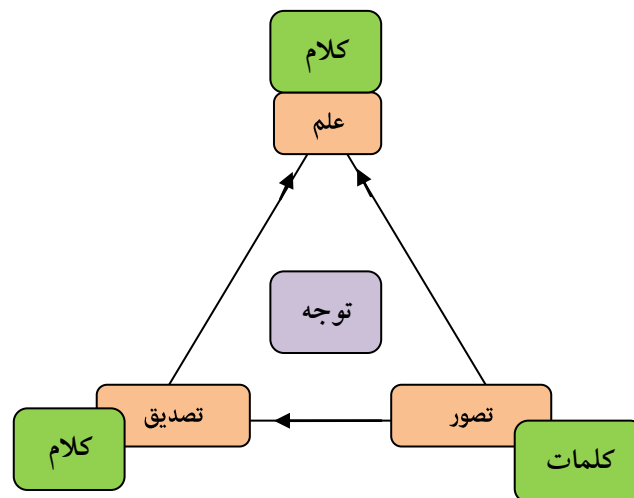 کلام
علم
توجه
تصور
تصدیق
کلمات
کلام